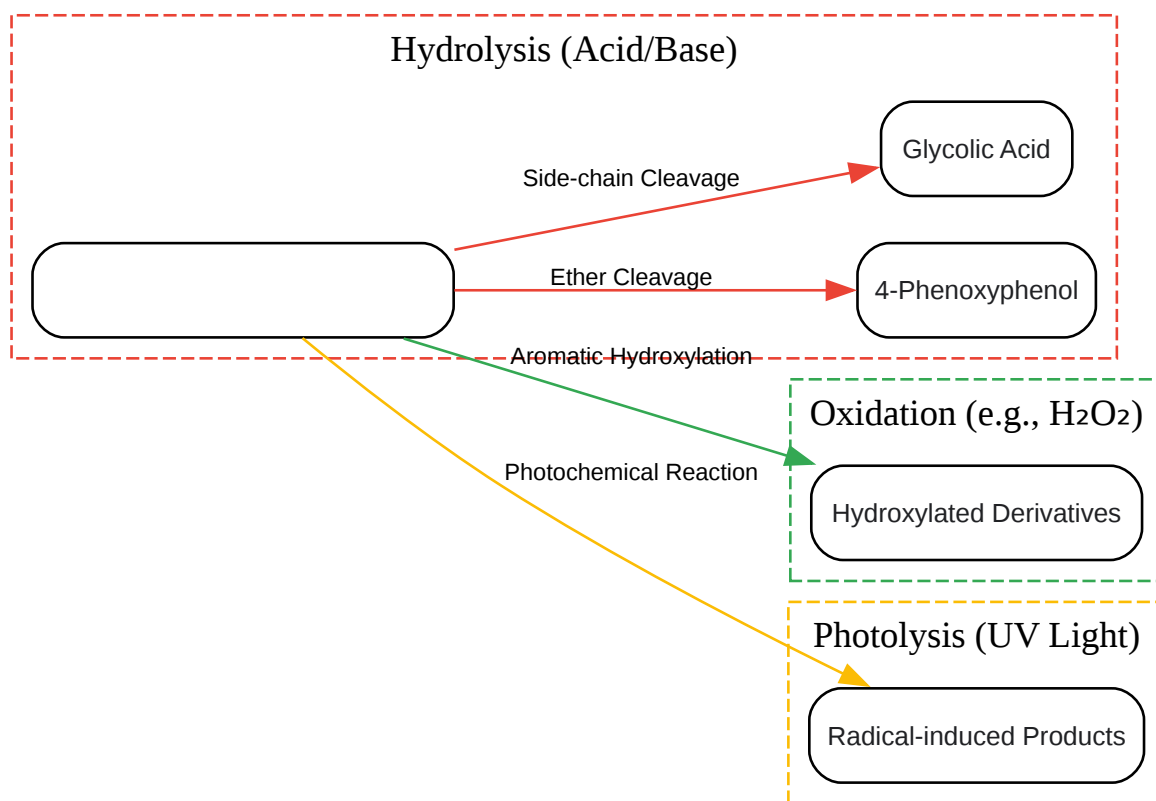 Hydrolysis (Acid/Base)
Glycolic Acid
Side-chain Cleavage
Ether Cleavage
4-Phenoxyphenol
Aromatic Hydroxylation
Oxidation (e.g., H₂O₂)
Photochemical Reaction
Hydroxylated Derivatives
Photolysis (UV Light)
Radical-induced Products